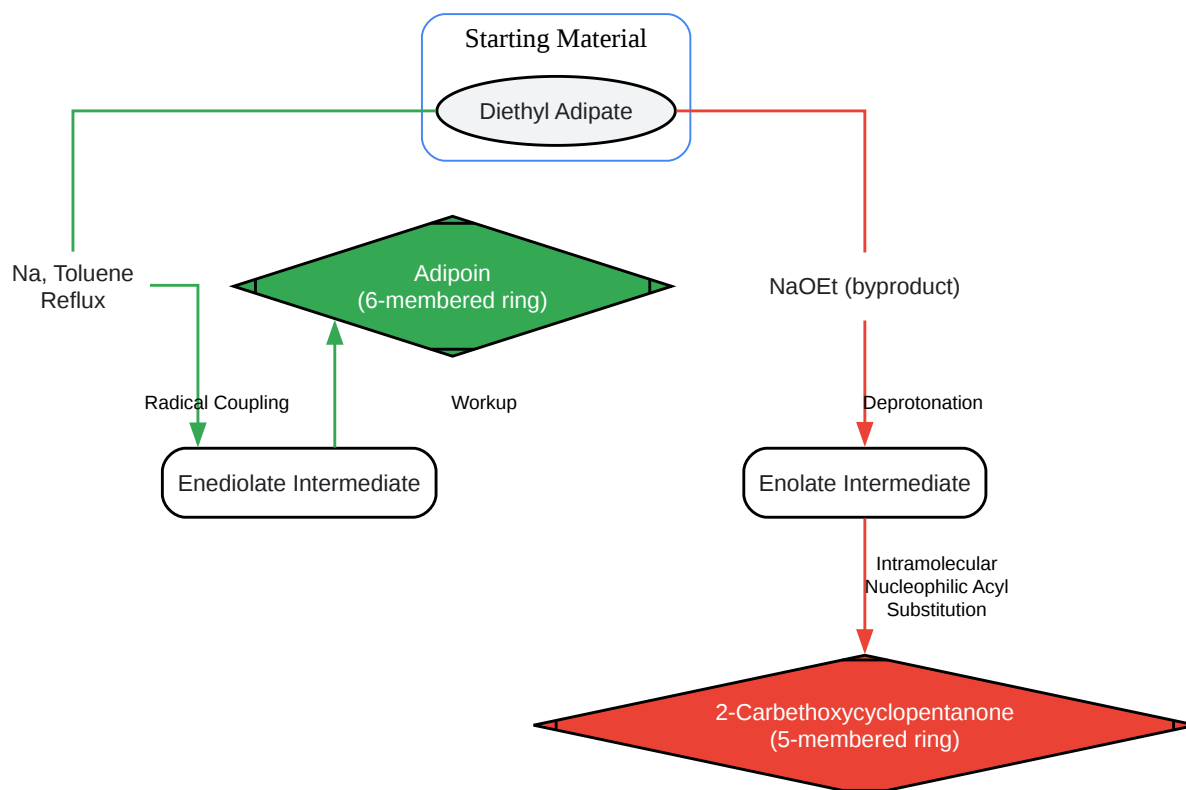 Starting Material
Diethyl Adipate
Na, Toluene
Reflux
Adipoin
(6-membered ring)
NaOEt (byproduct)
Radical Coupling
Workup
Deprotonation
Enediolate Intermediate
Enolate Intermediate
Intramolecular
Nucleophilic Acyl
Substitution
2-Carbethoxycyclopentanone
(5-membered ring)